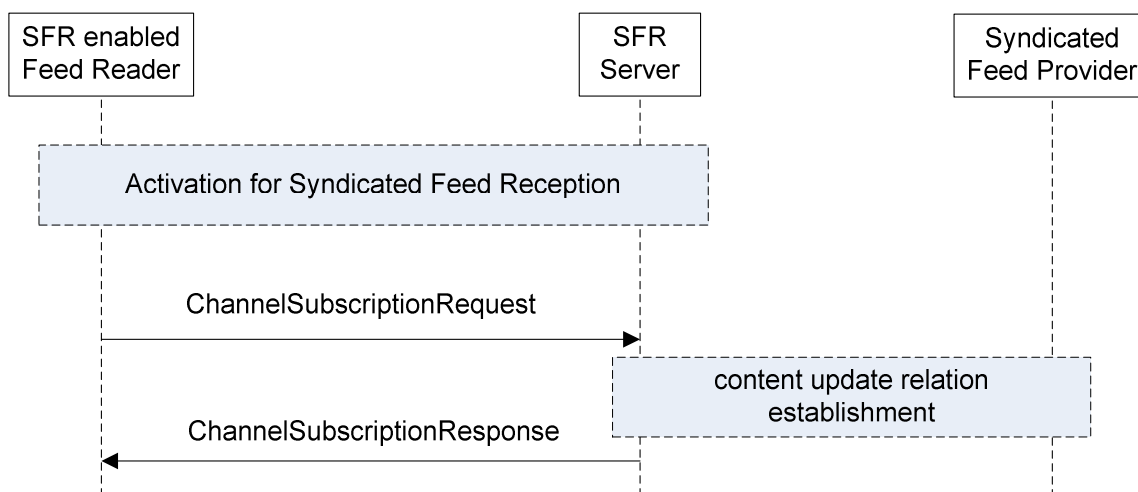 SFR enabled
Feed Reader
SFR
Server
Syndicated
Feed Provider
Activation for Syndicated Feed Reception
ChannelSubscriptionRequest
content update relation
establishment
ChannelSubscriptionResponse